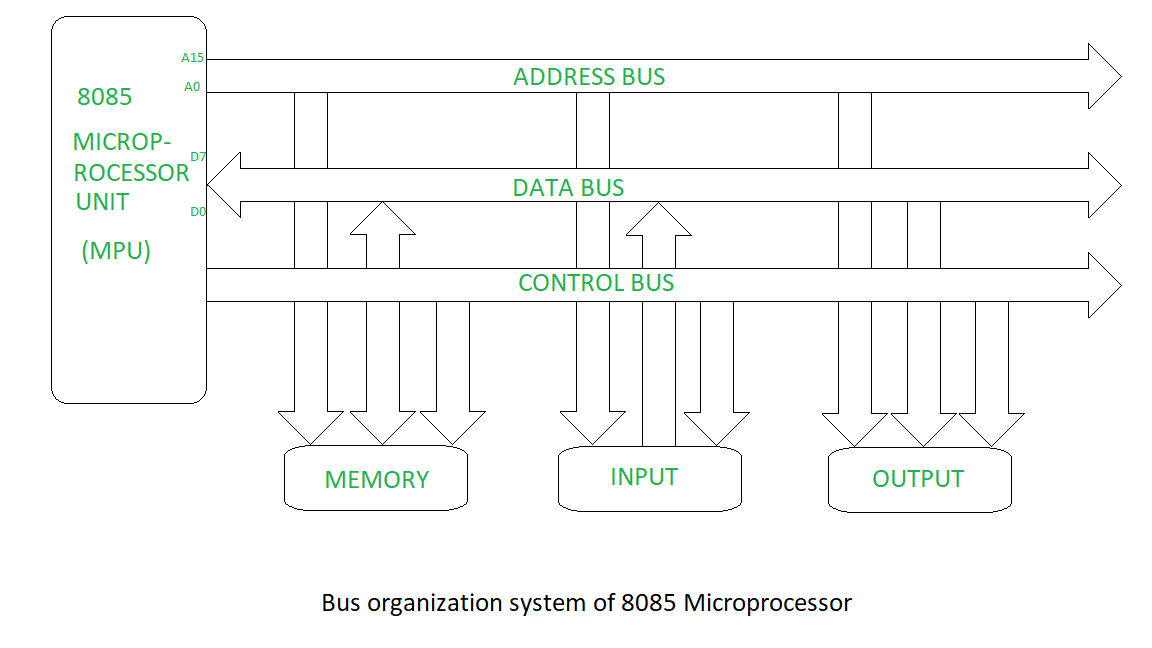 A15
ADDRESS BUS
A0
8085
MICROP-
D7
ROCESSOR
DATA BUS
UNIT
D0
(MPU)
CONTROL BUS
MEMORY
INPUT
OUTPUT
Bus organization system of 8085 Microprocessor